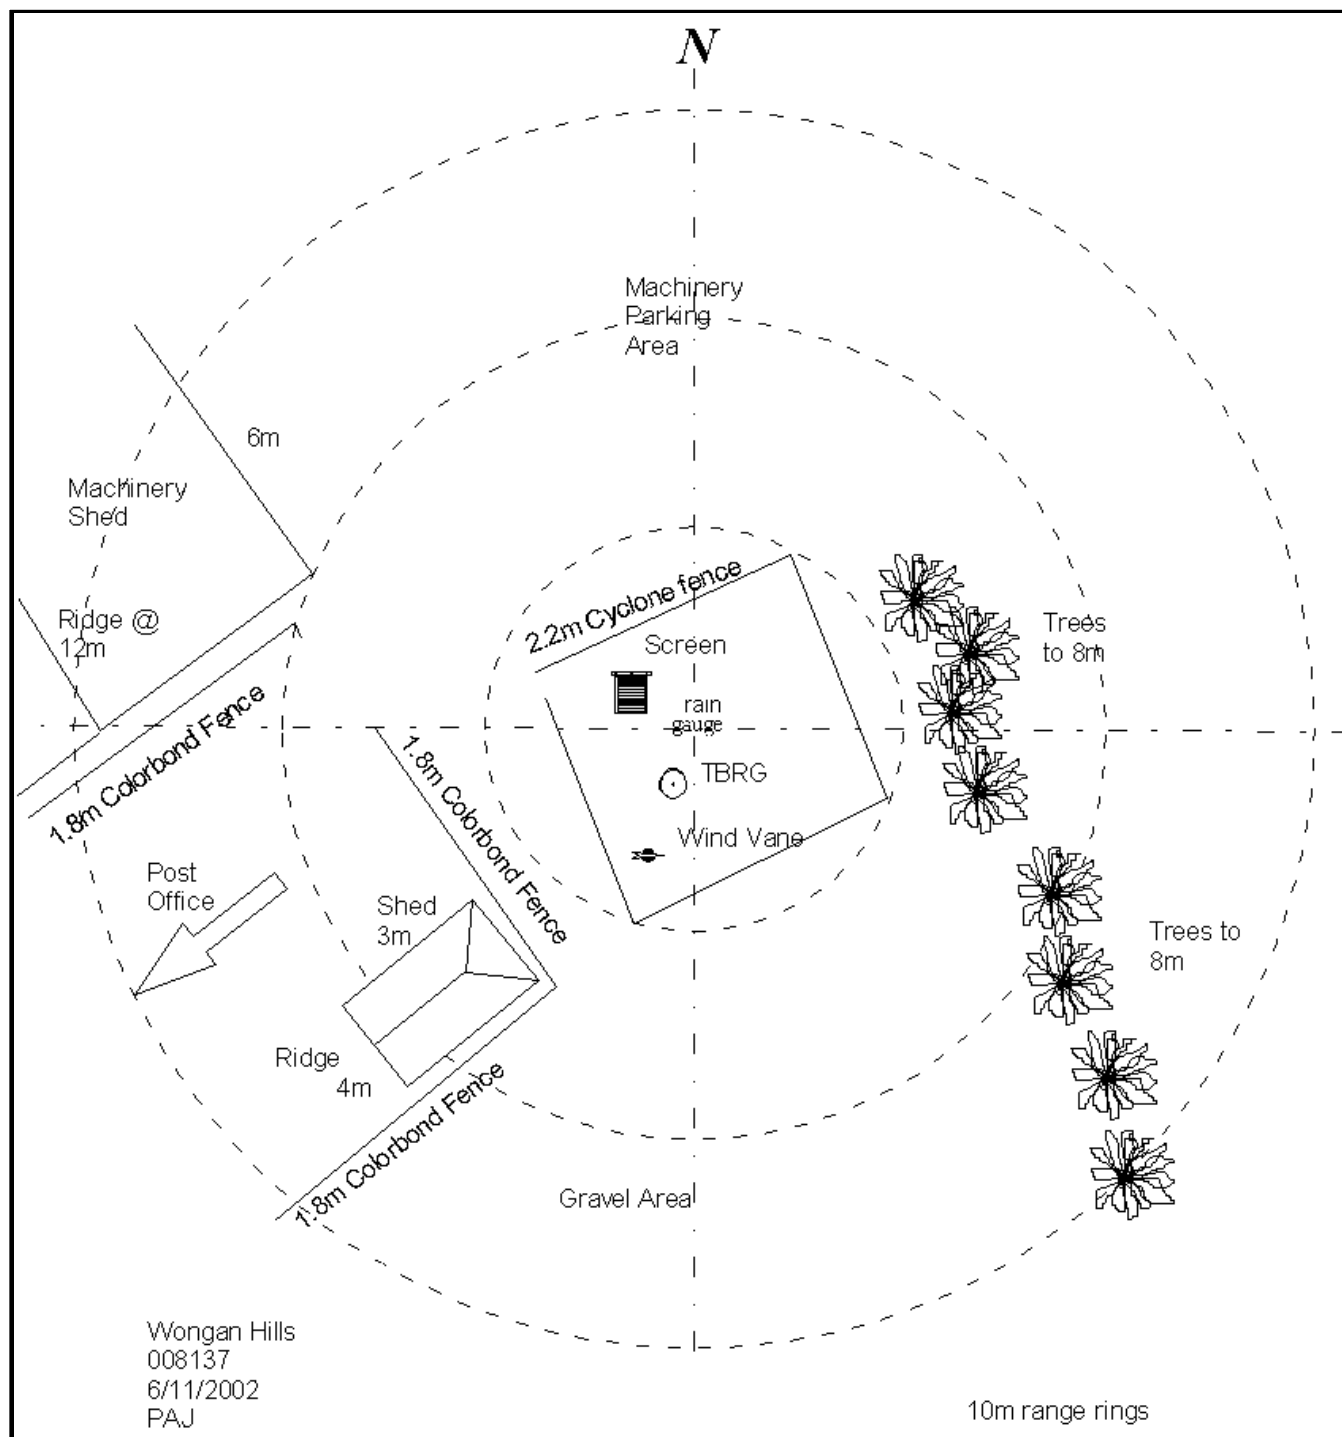 N
Machinery
Parking
Area
6m
Machinery
Shed
Ridge @
12m
2.2m Cyclone fence
Screen
rain
gauge
Trees
to 8m
1.8m Colorbond Fence
1.8m Colorbond Fence
TBRG
Wind Vane
Post
Office
Shed
3m
Trees to
8m
Ridge
4m
1.8m Colorbond Fence
Gravel Area
Wongan Hills
008137
6/11/2002
PAJ
10m range rings